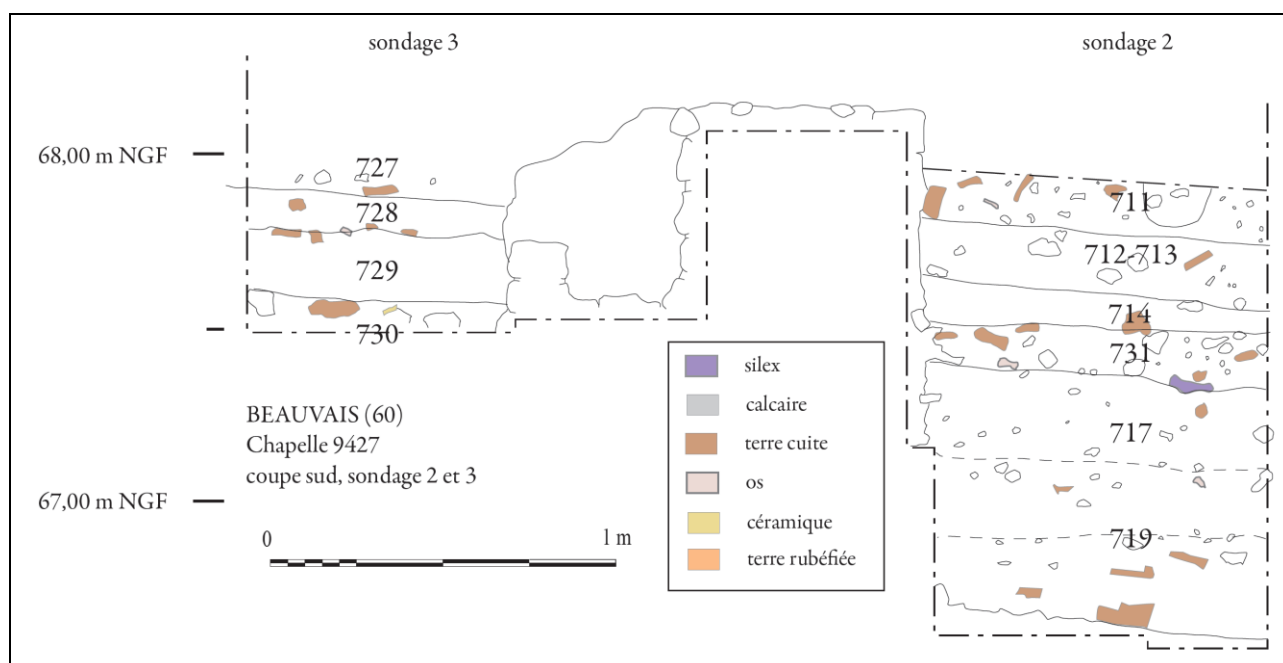 sondage 3
sondage 2
68,00 m NGF
727
728
729
730
711
712-713
714
731
717
719
BEAUVAIS (60)
Chapelle 9427
coupe sud, sondage 2 et 3
67,00 m NGF
0
1 m
silex
calcaire
terre cuite
os
céramique
terre rubéfiée